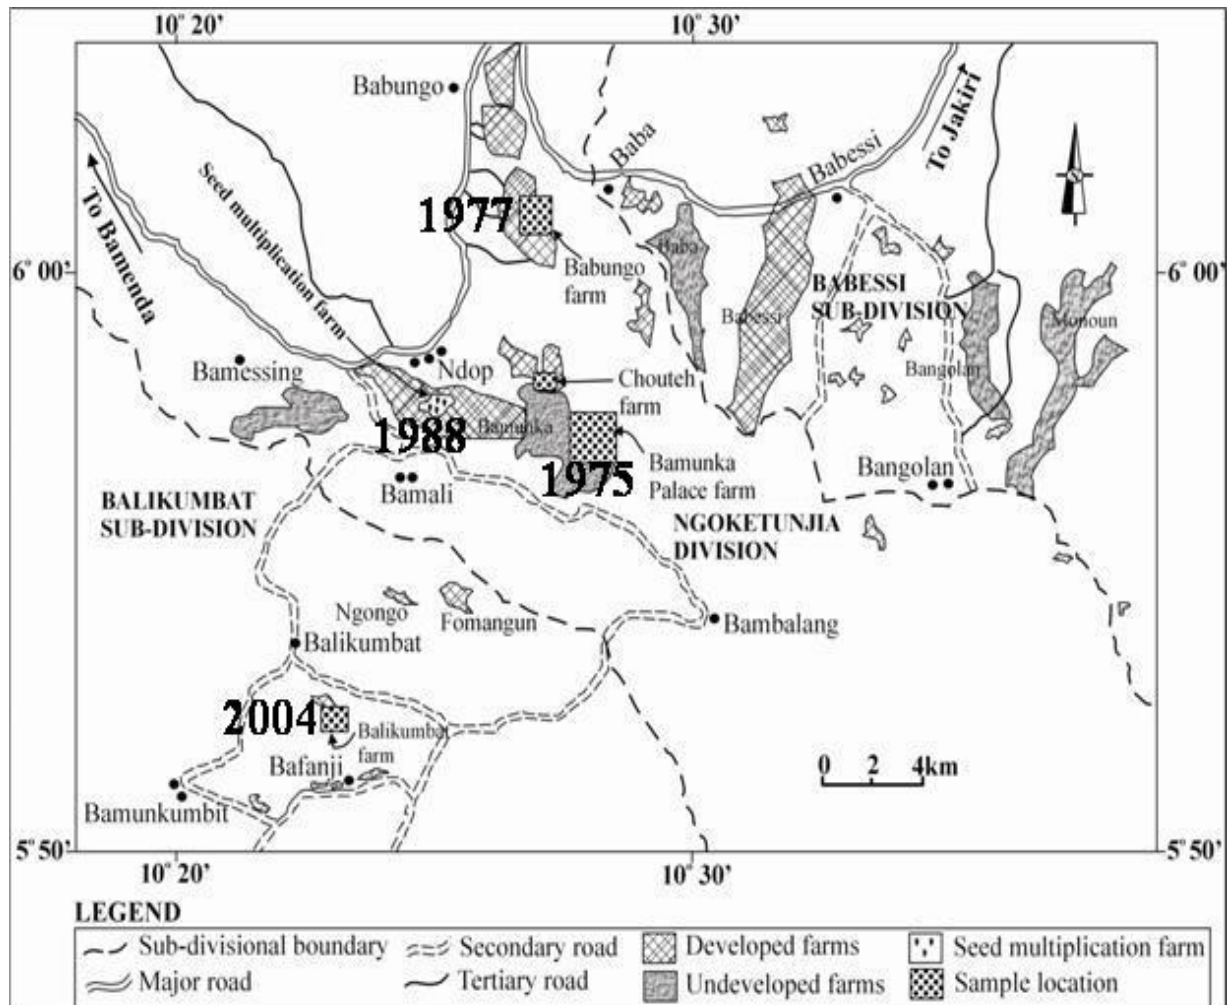 10° 20'
10° 30'
Babungo
To Bamenda
Seed multiplication farm
1977
Babungo
farm
Baba
Babessi
To Jakiri
6° 00'
6° 00'
Baba
Babessi
BABESSI
SUB-DIVISION
Monoun
Bangolan
Bamessing
Ndop
Chouteh
farm
Bamunka
1988
1975
Bamunka
Palace farm
Bangolan
Bamali
BALIKUMBAT
SUB-DIVISION
NGOKETUNJIA
DIVISION
Ngongo
Fomangun
Bambalang
Balikumbat
2004
Balikumbat
farm
Bafanji
Bamunkumbit
0 2 4km
5° 50'
5° 50'
10° 20'
10° 30'
LEGEND
Sub-divisional boundary
Secondary road
Developed farms
Seed multiplication farm
Major road
Tertiary road
Undeveloped farms
Sample location